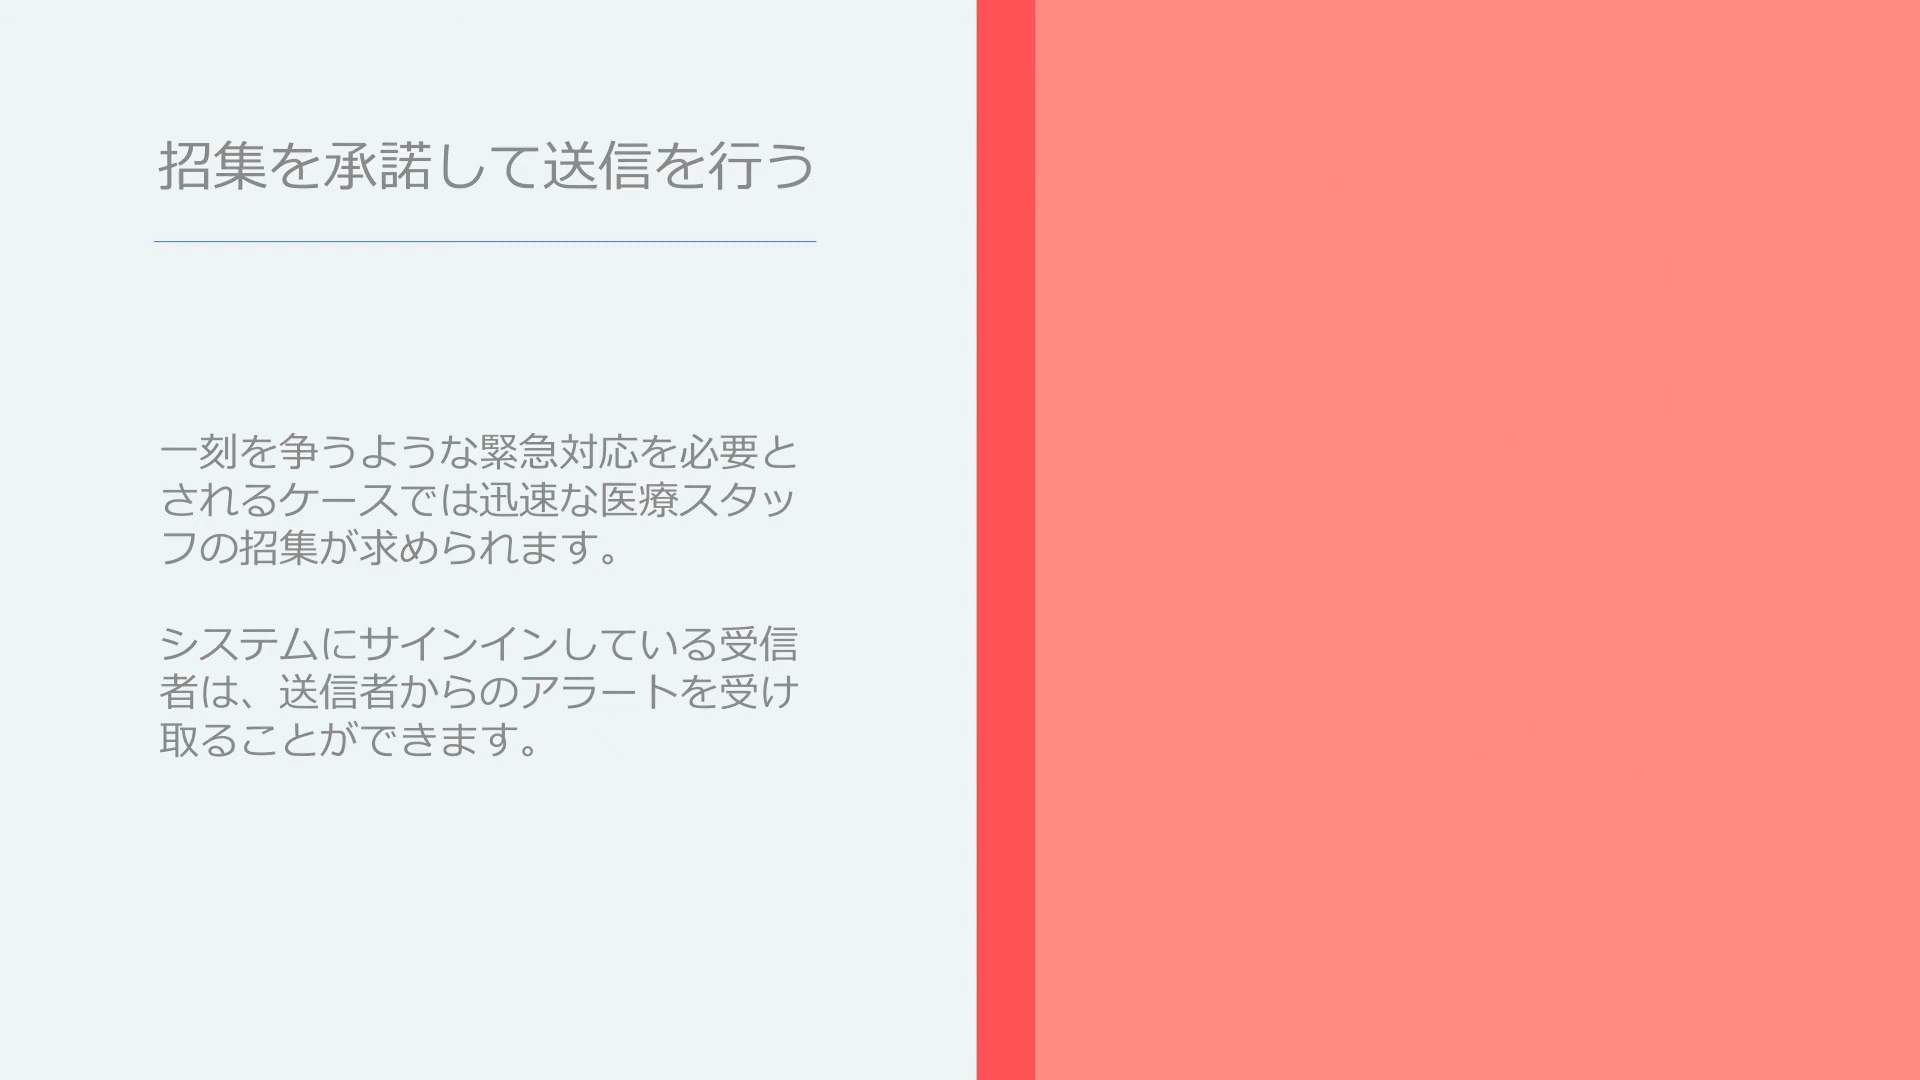 招集を承諾して送信を行う
一刻を争うような緊急対応を必要と
されるケースでは迅速な医療スタッ
フの招集が求められます。
システムにサインインしている受信
者は、送信者からのアラートを受け
取ることができます。